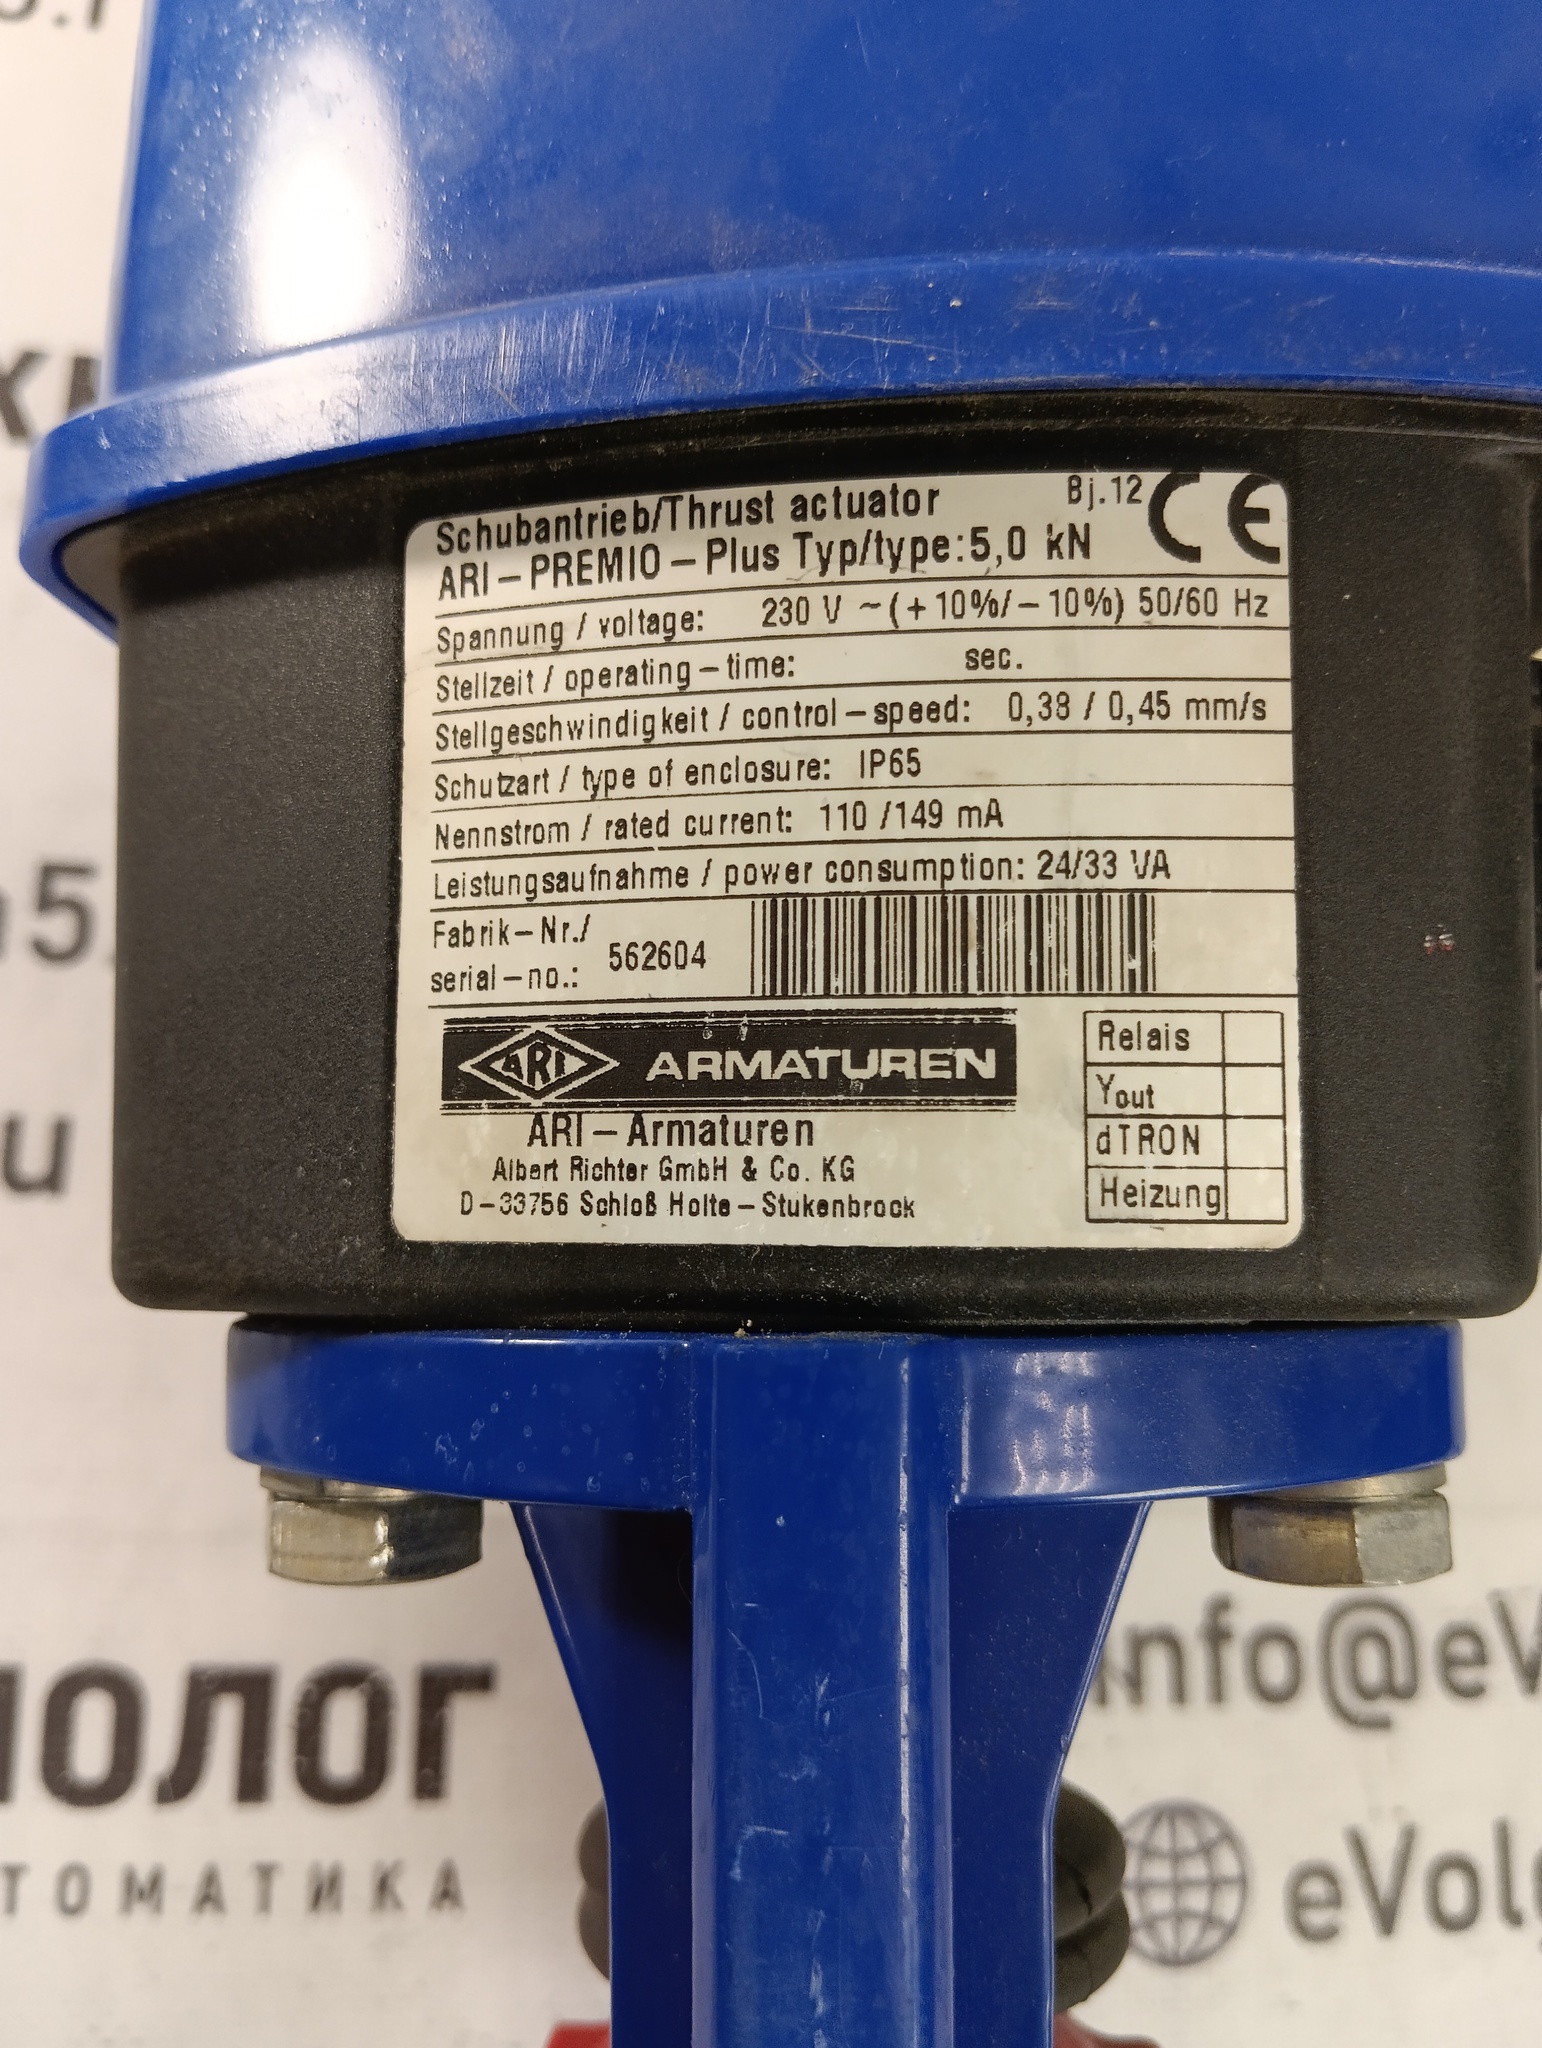 Schubantrieb/Thrust actuator Bj.12 CE
ARI – PREMIO – Plus Typ/type: 5,0 kN
Spannung / voltage: 230 V ~ (+10%/–10%) 50/60 Hz
Stellzeit / operating – time: sec.
Stellgeschwindigkeit / control – speed: 0,38 / 0,45 mm/s
Schutzart / type of enclosure: IP65
Nennstrom / rated current: 110 /149 mA
Leistungsaufnahme / power consumption: 24/33 VA
Fabrik – Nr./
serial – no.: 562604
ARI ARMATUREN
ARI – Armaturen
Albert Richter GmbH & Co. KG
D – 33756 Schloß Holte – Stukenbrock
Relais
Yout
dTRON
Heizung
info@eV
ТОМАТИКА
eVol